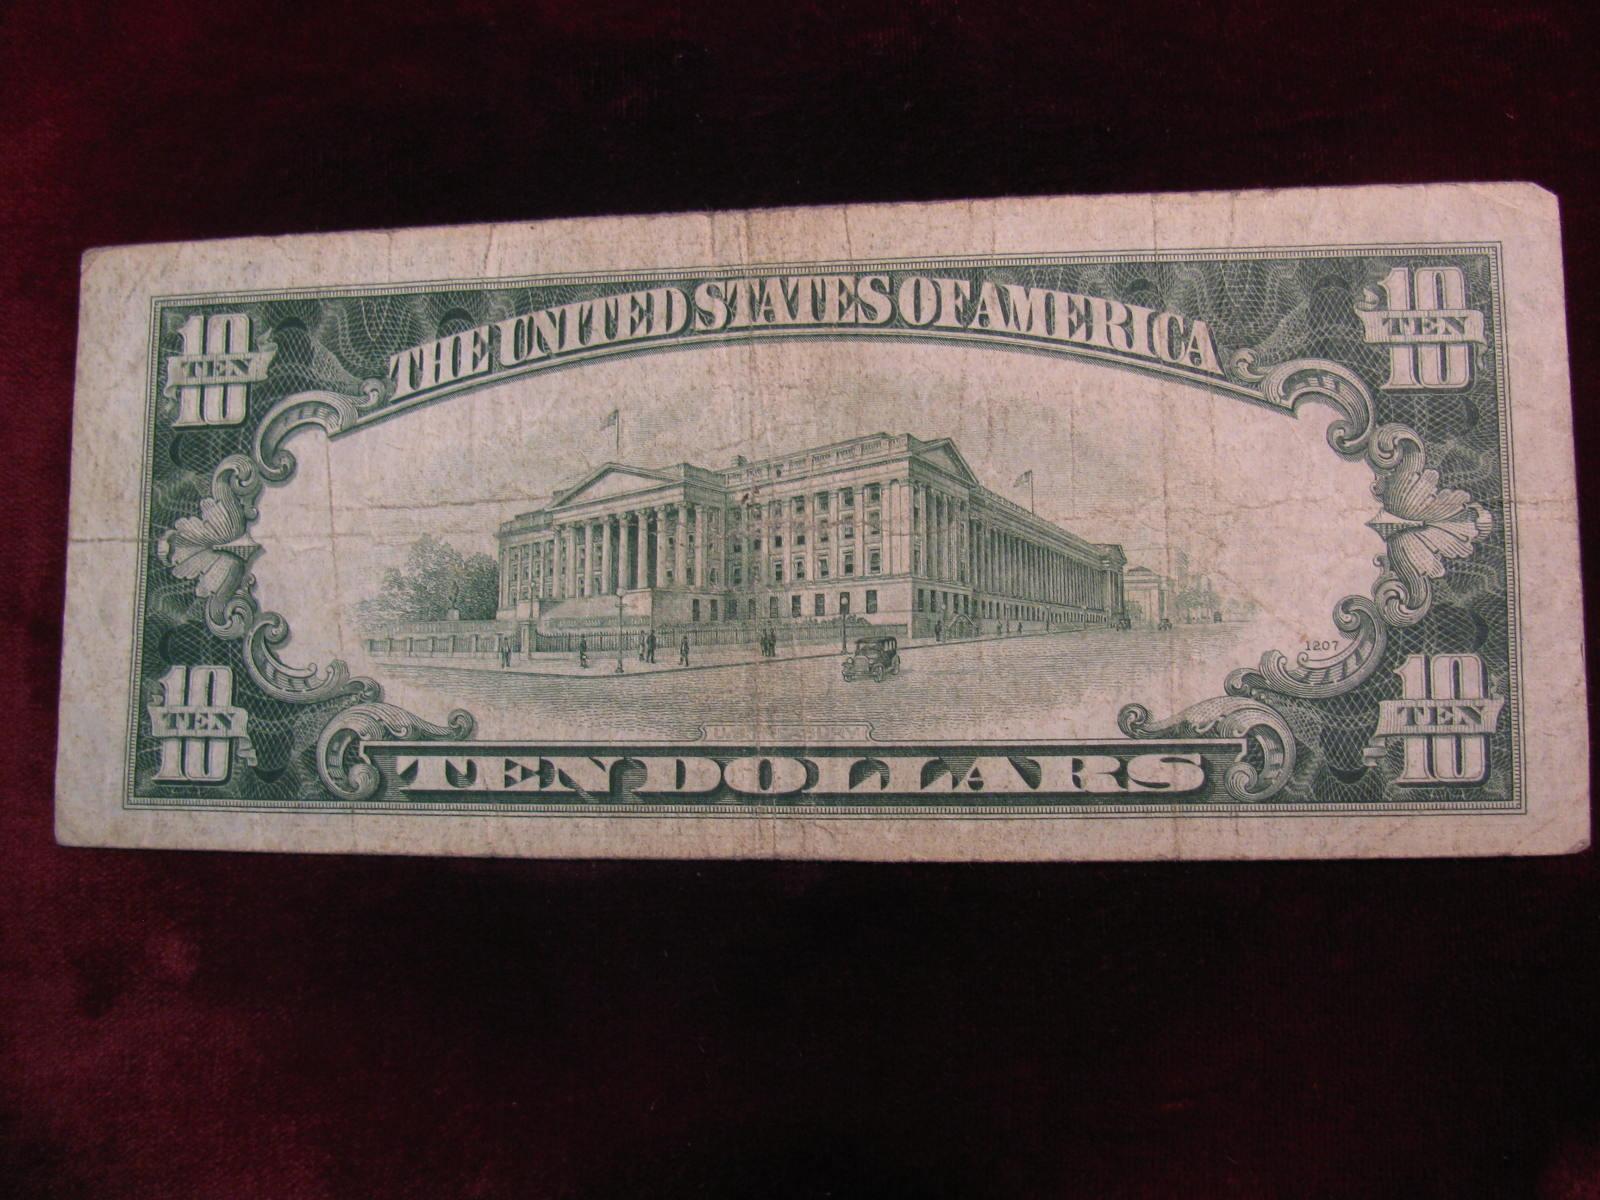 THE UNITED STATES OF AMERICA
10 TEN 10
10 TEN 10
1207
10 TEN 10
10 TEN 10
U.S.
TEN DOLLARS